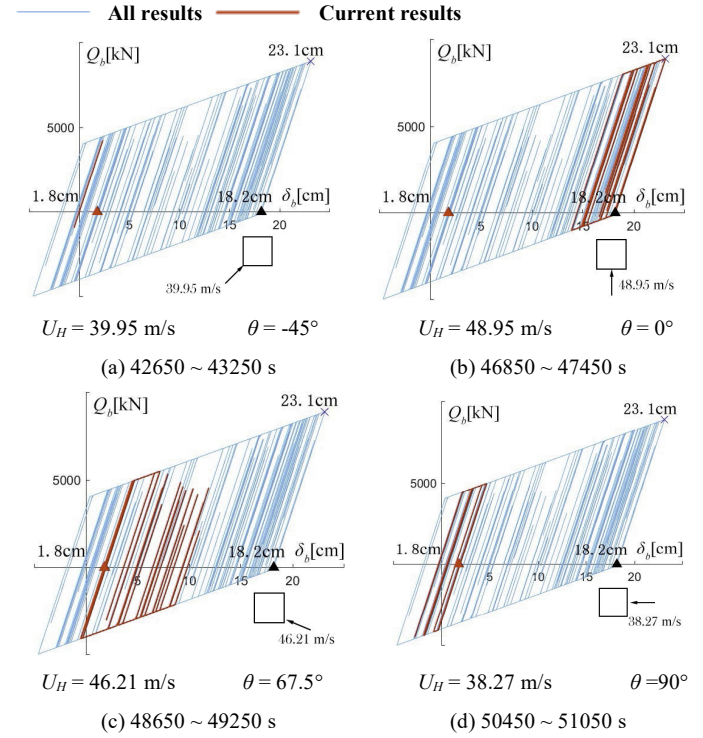 All results Current results
23.1cm
Q_b[kN]
5000
1.8cm
18.2cm δ_b[cm]
5 10 15 20
39.95 m/s
U_H = 39.95 m/s θ = -45°
(a) 42650 ~ 43250 s
23.1cm
Q_b[kN]
5000
1.8cm
18.2cm δ_b[cm]
5 10 15 20
48.95 m/s
U_H = 48.95 m/s θ = 0°
(b) 46850 ~ 47450 s
23.1cm
Q_b[kN]
5000
1.8cm
18.2cm δ_b[cm]
5 10 15 20
46.21 m/s
U_H = 46.21 m/s θ = 67.5°
(c) 48650 ~ 49250 s
23.1cm
Q_b[kN]
5000
1.8cm
18.2cm δ_b[cm]
5 10 15 20
38.27 m/s
U_H = 38.27 m/s θ =90°
(d) 50450 ~ 51050 s